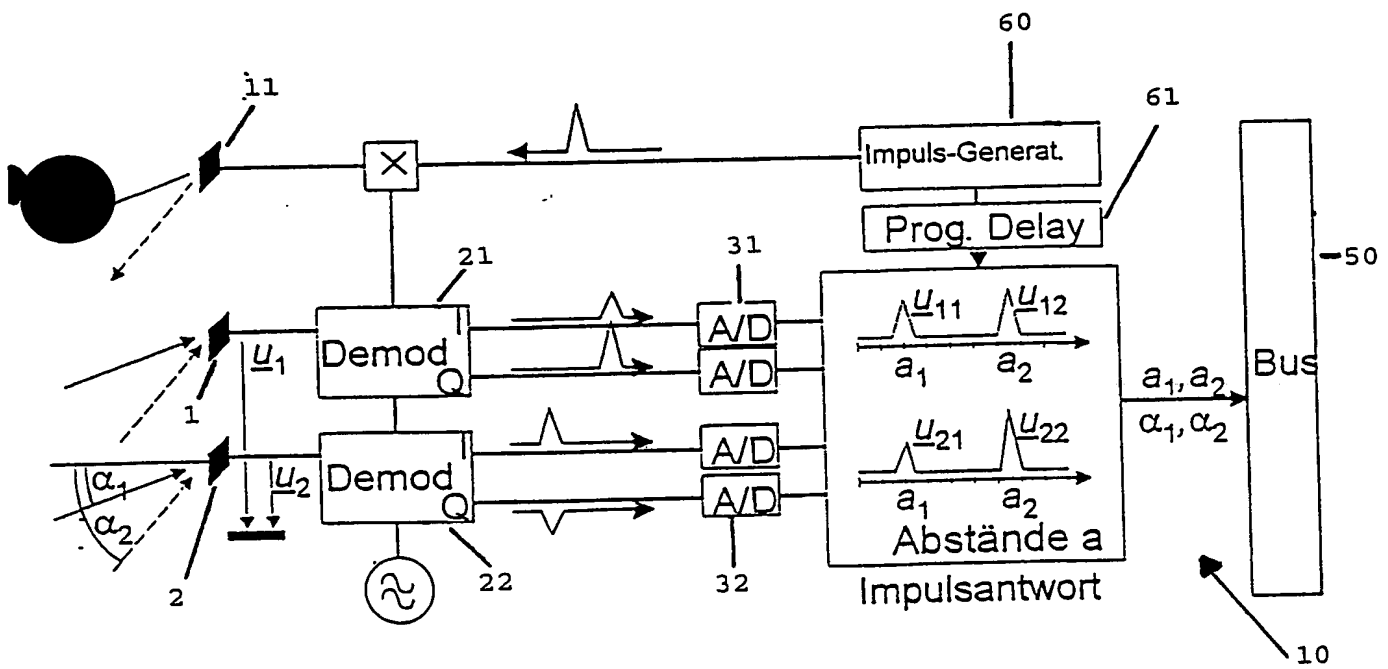 60
11
61
Impuls-Generat.
Prog. Delay
21
31
50
I
A/D
u11 u12
Demod
u1
Q
A/D
a1 a2
Bus
1
a1, a2
α1, α2
I
A/D
u21 u22
α1
u2
Demod
Q
A/D
a1 a2
α2
Abstände a
2
22
32
Impulsantwort
10